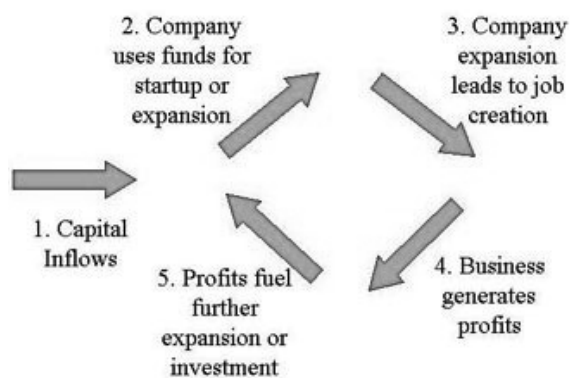 1. Capital
Inflows
2. Company
uses funds for
startup or
expansion
3. Company
expansion
leads to job
creation
4. Business
generates
profits
5. Profits fuel
further
expansion or
investment